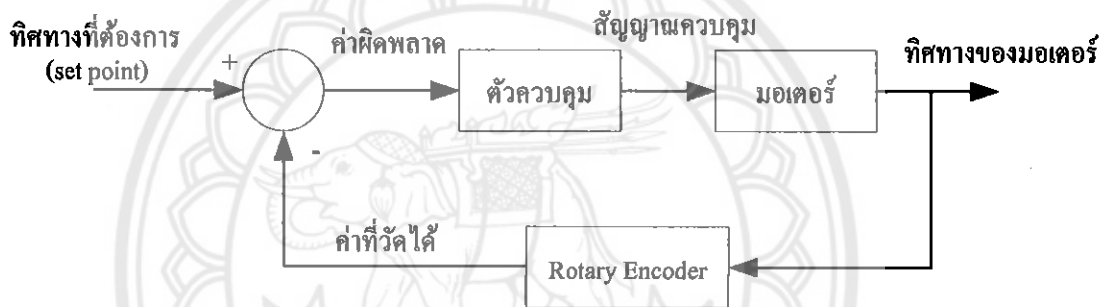 ทิศทางที่ต้องการ
(set point)
+
-
ค่าผิดพลาด
ตัวควบคุม
สัญญาณควบคุม
มอเตอร์
ทิศทางของมอเตอร์
ค่าที่วัดได้
Rotary Encoder